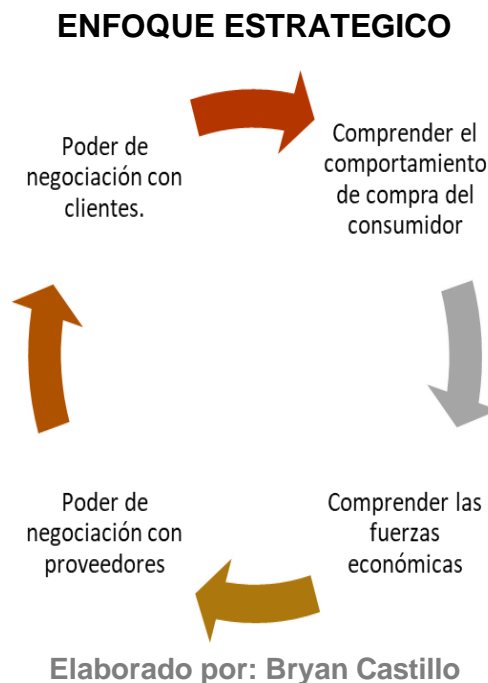 ENFOQUE ESTRATEGICO
Poder de
negociación con
clientes.
Comprender el
comportamiento
de compra del
consumidor
Comprender las
fuerzas
económicas
Poder de
negociación con
proveedores
Elaborado por: Bryan Castillo